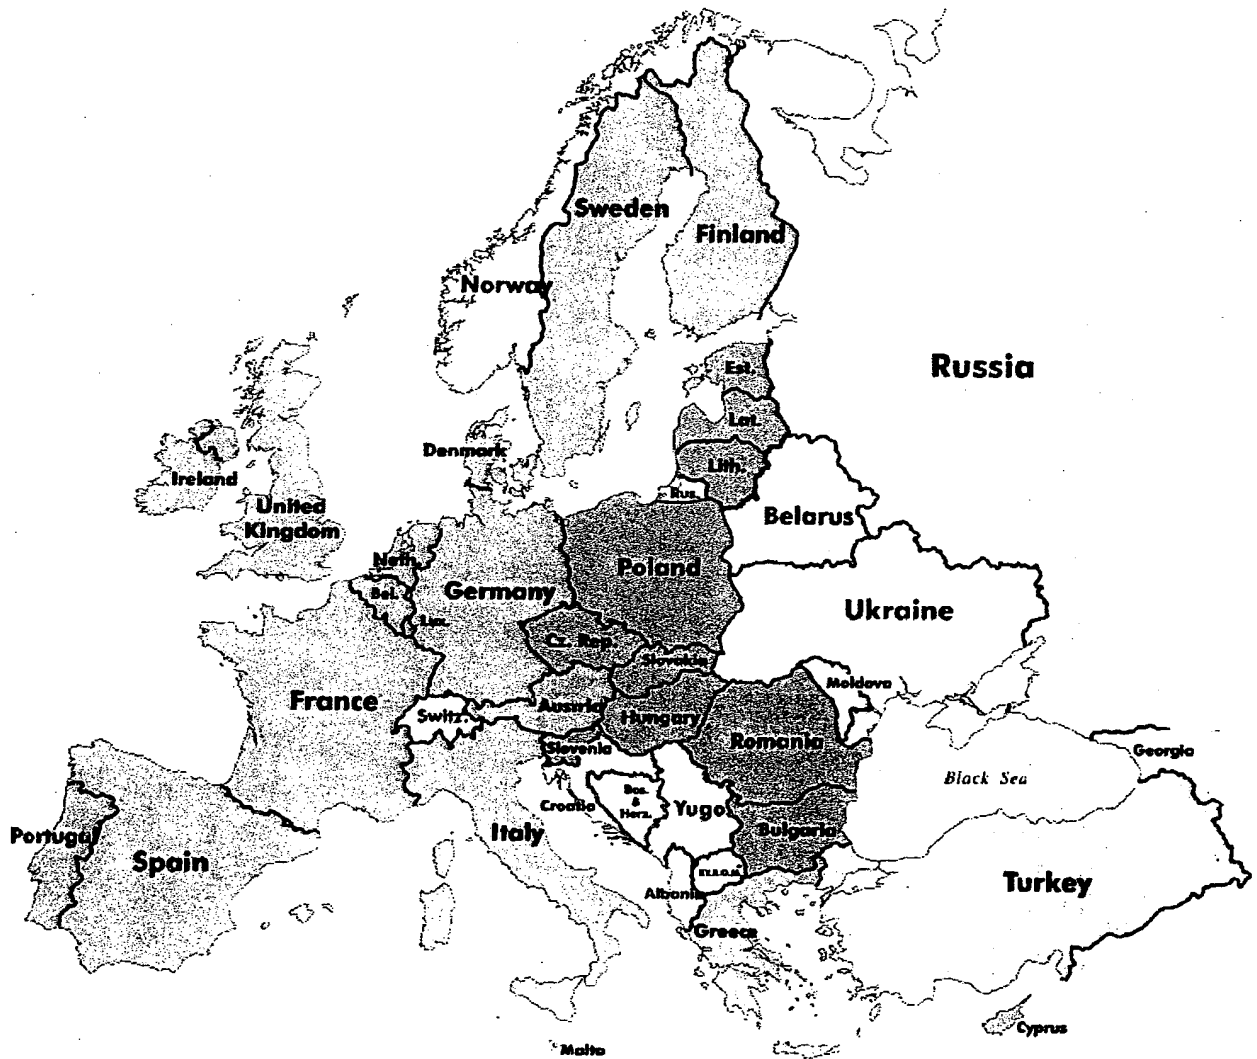 Sweden
Finland
Norway
Russia
Est.
Lat.
Denmark
Lith.
Ireland
Rus.
United
Kingdom
Belarus
Neth.
Poland
Bel.
Germany
Ukraine
Lux.
Cz. Rep.
Slovakia
Moldova
France
Austria
Switz.
Hungary
Romania
Slovenia
Georgia
Black Sea
Bos.
&
Herz.
Croatia
Yugo
Portugal
Italy
Bulgaria
Spain
F.Y.R.O.M.
Turkey
Albania
Greece
Cyprus
Malta